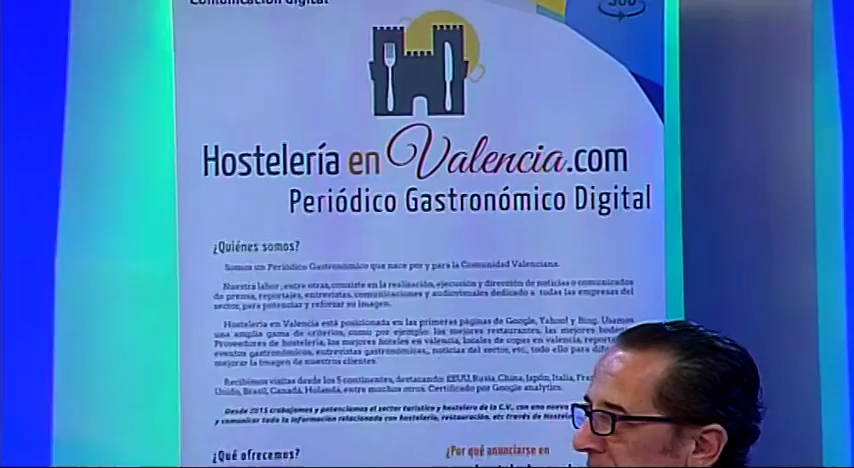 Comunicación digital
360
Hostelería en Valencia.com
Periódico Gastronómico Digital
¿Quiénes somos?
Somos un Periódico Gastronómico que nace por y para la Comunidad Valenciana.
Nuestra labor, entre otras, consiste en la realización, ejecución y dirección de noticias o comunicados
de prensa, reportajes, entrevistas, comunicaciones y audiovisuales dedicado a todas las empresas del
sector, para potenciar y reforzar su imagen.
Hostelería en Valencia está posicionada en las primeras páginas de Google, Yahoo! y Bing. Usamos
una amplia gama de criterios, como por ejemplo: los mejores restaurantes, las mejores
Proveedores de hostelería, los mejores hoteles en valencia, locales de copas en valencia,
eventos gastronómicos, entrevistas gastronómicas, noticias del sector, etc, todo ello para
mejorar la imagen de nuestros clientes.
Recibimos visitas desde los 5 continentes, destacando: EEUU, Rusia, China, Japón, Italia,
Unido, Brasil, Canadá, Holanda, entre muchos otros. Certificado por Google analytics.
Desde 2015 trabajamos y potenciamos el sector turístico y hostelero de la C.V., con una nueva
y comunicar toda la información relacionada con hostelería, restauración, etc través de
¿Qué ofrecemos?
¿Por qué anunciarse en